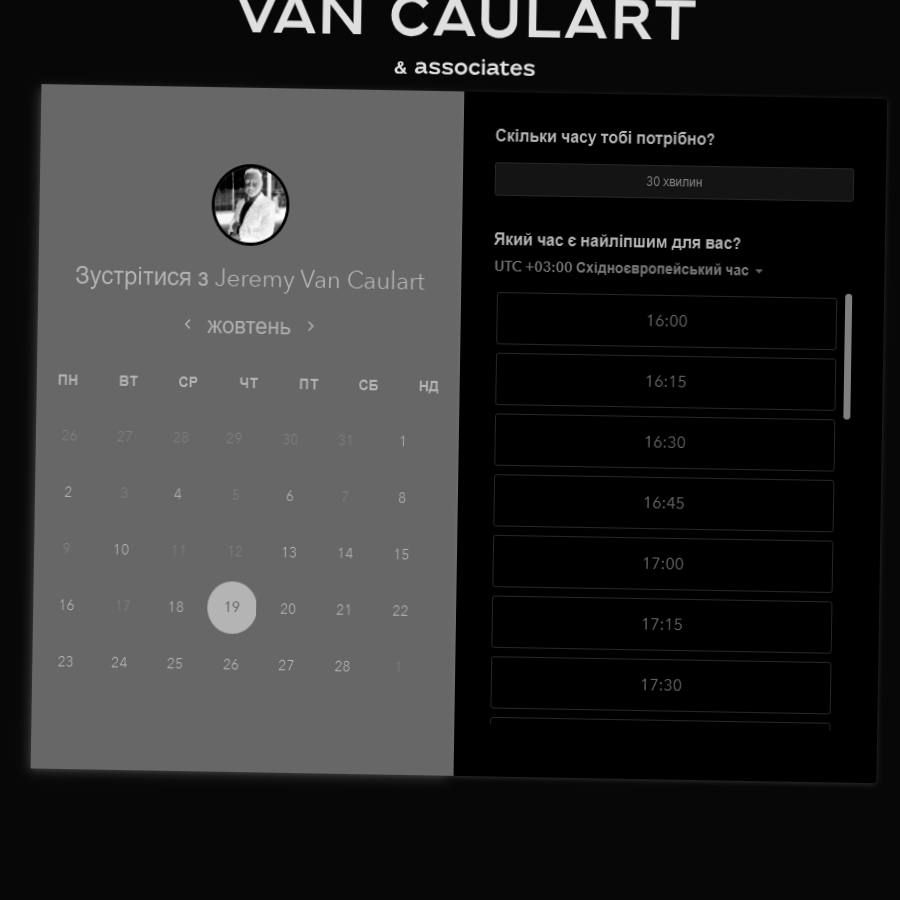 VAN CAULART
& associates
Зустрітися з Jeremy Van Caulart
жовтень
ПН ВТ СР ЧТ ПТ СБ НД
26 27 28 29 30 31 1
2 3 4 5 6 7 8
9 10 11 12 13 14 15
16 17 18 19 20 21 22
23 24 25 26 27 28 1
Скільки часу тобі потрібно?
30 хвилин
Який час є найліпшим для вас?
UTC +03:00 Східноєвропейський час
16:00
16:15
16:30
16:45
17:00
17:15
17:30